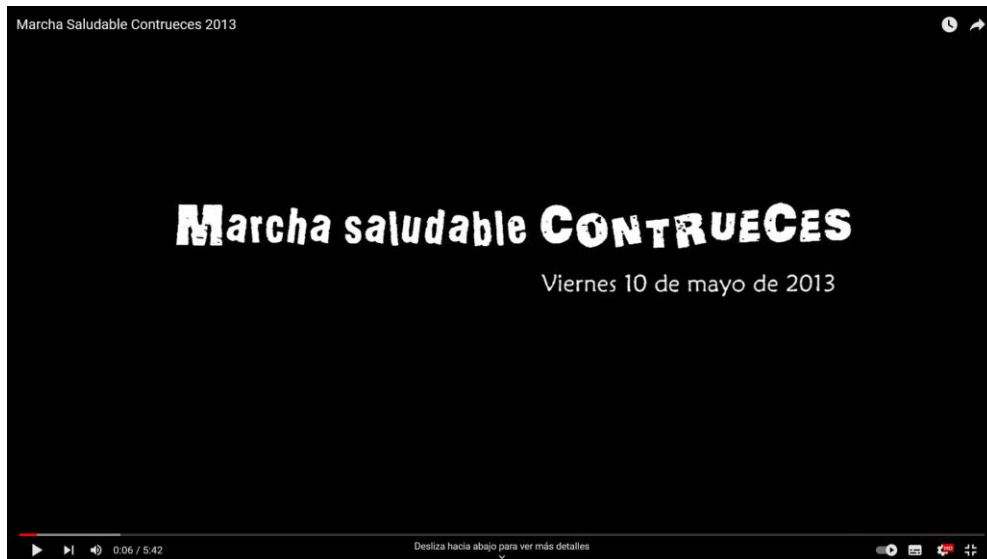 Marcha Saludable Contrueces 2013
Marcha saludable CONTRUECES
Viernes 10 de mayo de 2013
0:06 / 5:42
Desliza hacia abajo para ver más detalles
HD